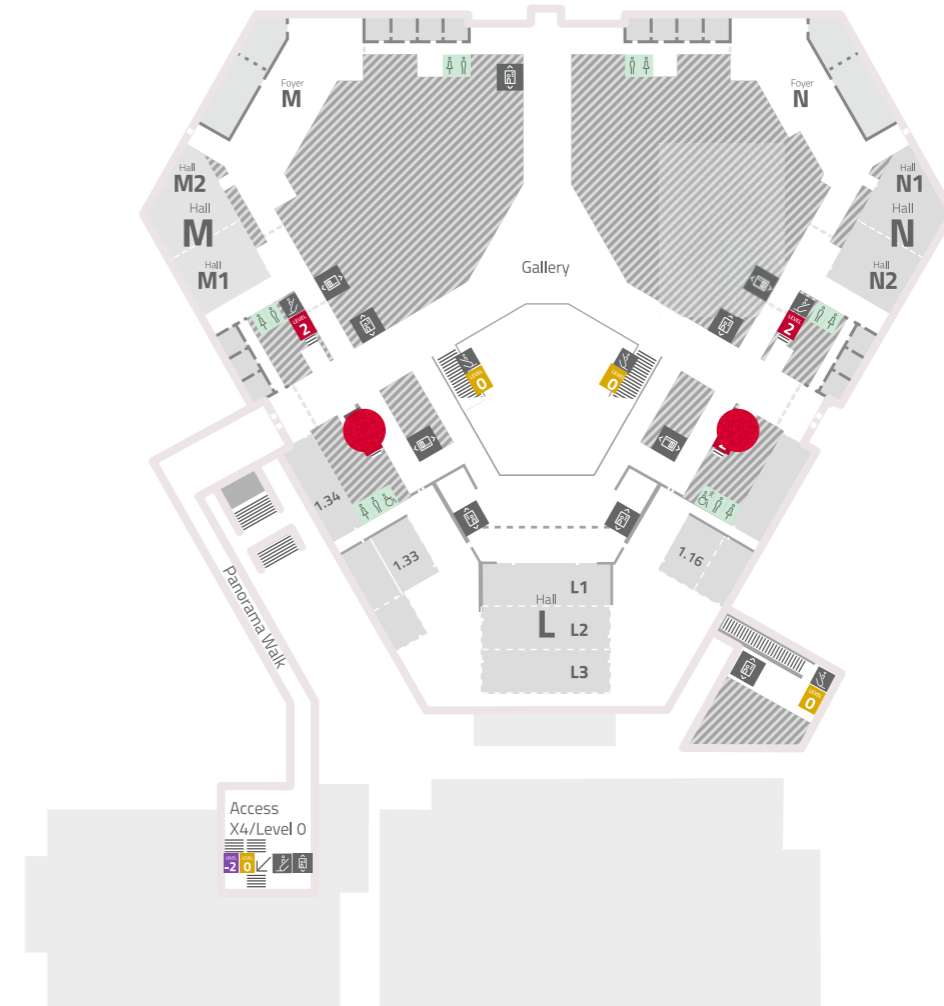 Foyer
M
Foyer
N
Hall
M2
Hall
N1
Hall
M
Hall
N
Hall
M1
Hall
N2
Gallery
LEVEL
2
LEVEL
2
LEVEL
0
LEVEL
0
1.34
1.33
1.16
Panorama Walk
Hall
L
L1
L2
L3
LEVEL
0
Access
X4/Level 0
LEVEL
-2
LEVEL
0